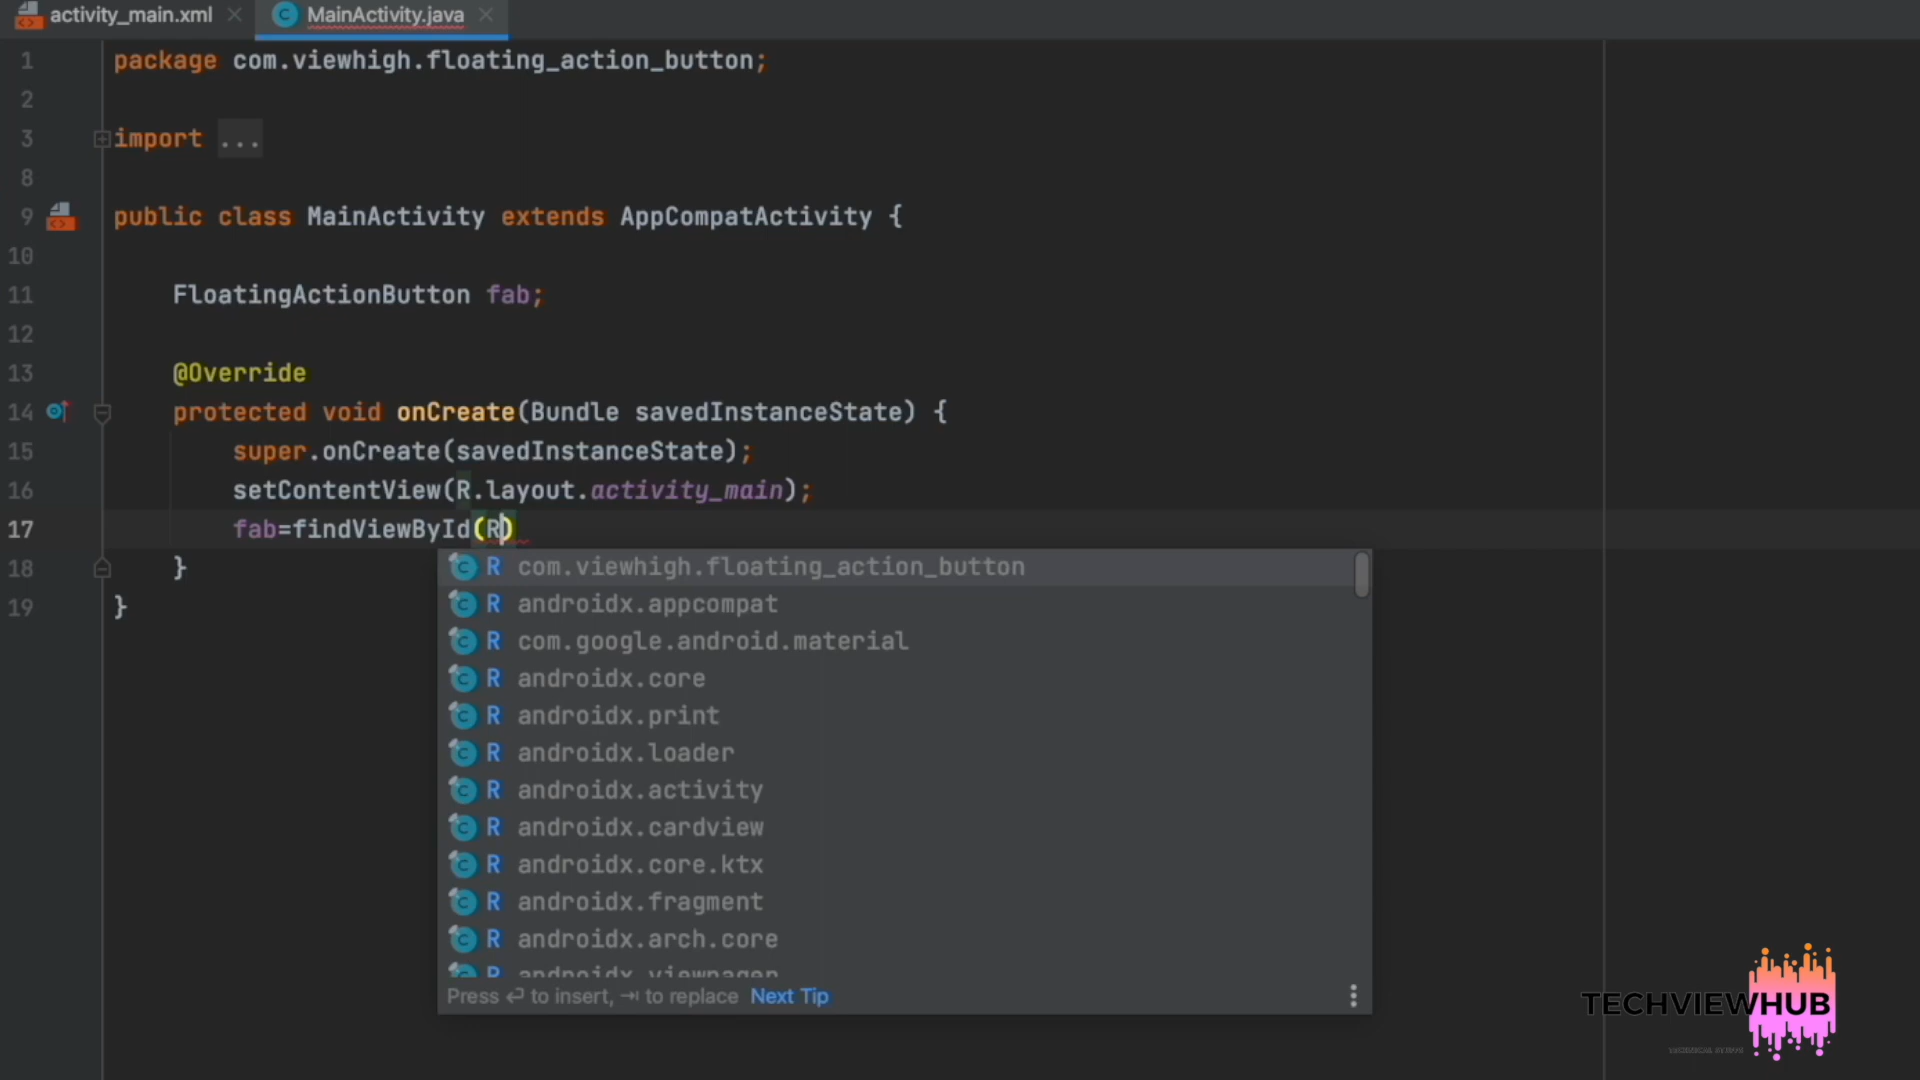 activity_main.xml MainActivity.java
1 package com.viewhigh.floating_action_button;
2
3 import ...
8
9 public class MainActivity extends AppCompatActivity {
10
11 FloatingActionButton fab;
12
13 @Override
14 protected void onCreate(Bundle savedInstanceState) {
15 super.onCreate(savedInstanceState);
16 setContentView(R.layout.activity_main);
17 fab=findViewById(R)
18 }
19 }
R com.viewhigh.floating_action_button
R androidx.appcompat
R com.google.android.material
R androidx.core
R androidx.print
R androidx.loader
R androidx.activity
R androidx.cardview
R androidx.core.ktx
R androidx.fragment
R androidx.arch.core
R androidx.viewpager
Press ↵ to insert, ⇥ to replace Next Tip
TECHVIEWHUB